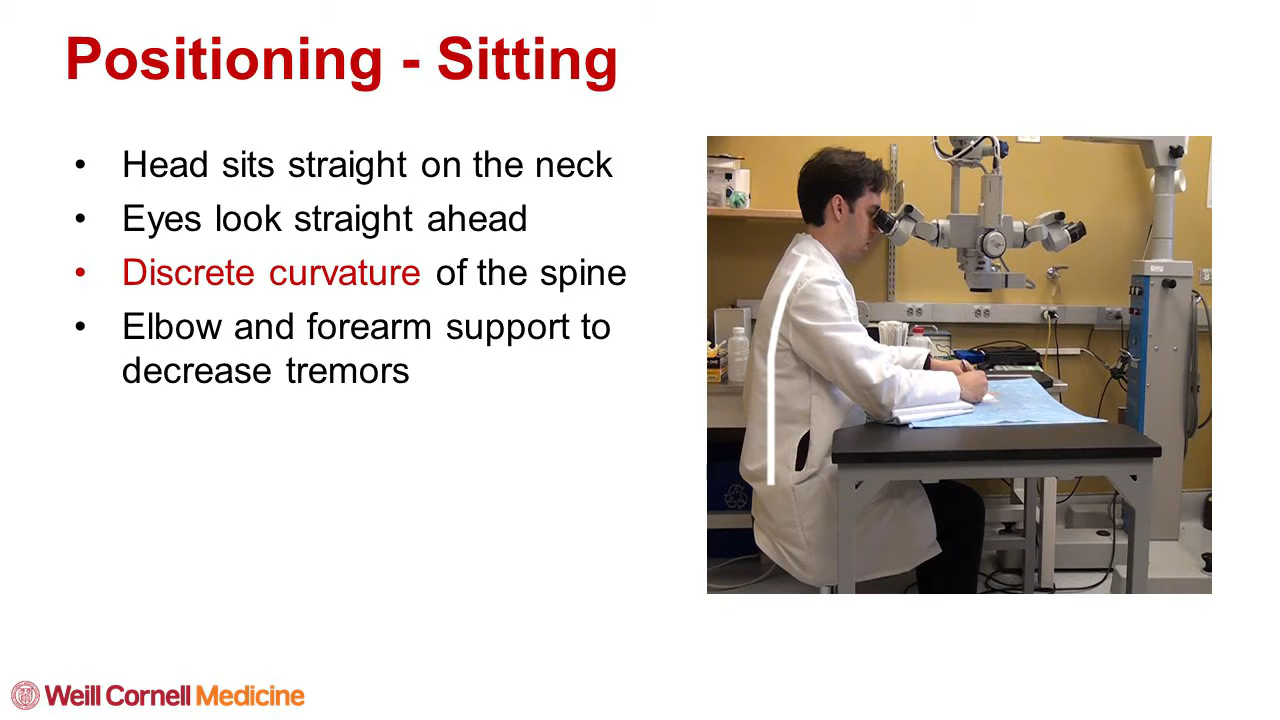 Positioning - Sitting
• Head sits straight on the neck
• Eyes look straight ahead
• Discrete curvature of the spine
• Elbow and forearm support to
decrease tremors
Weill Cornell Medicine